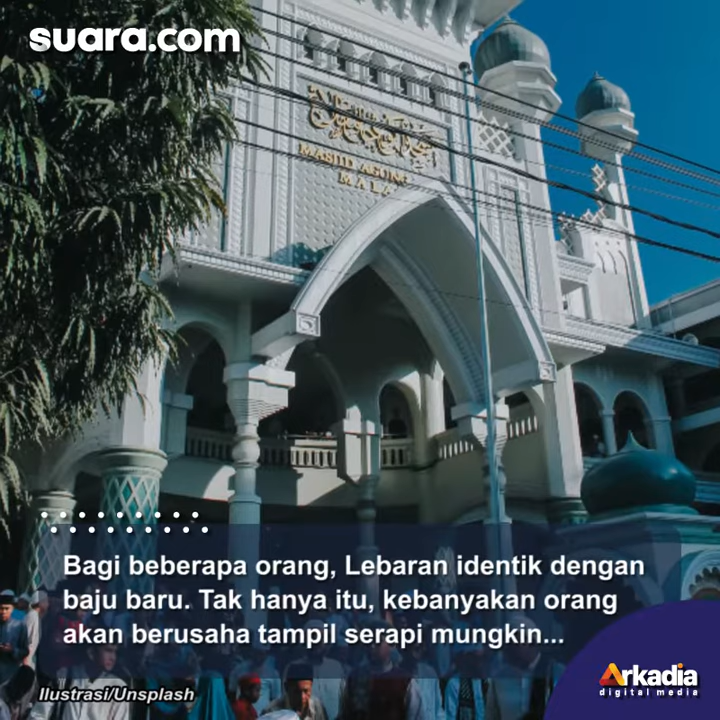 suara.com
MASJID AGUNG
Bagi beberapa orang, Lebaran identik dengan
baju baru. Tak hanya itu, kebanyakan orang
akan berusaha tampil serapi mungkin...
Ilustrasi/Unsplash
Arkadia
digital media